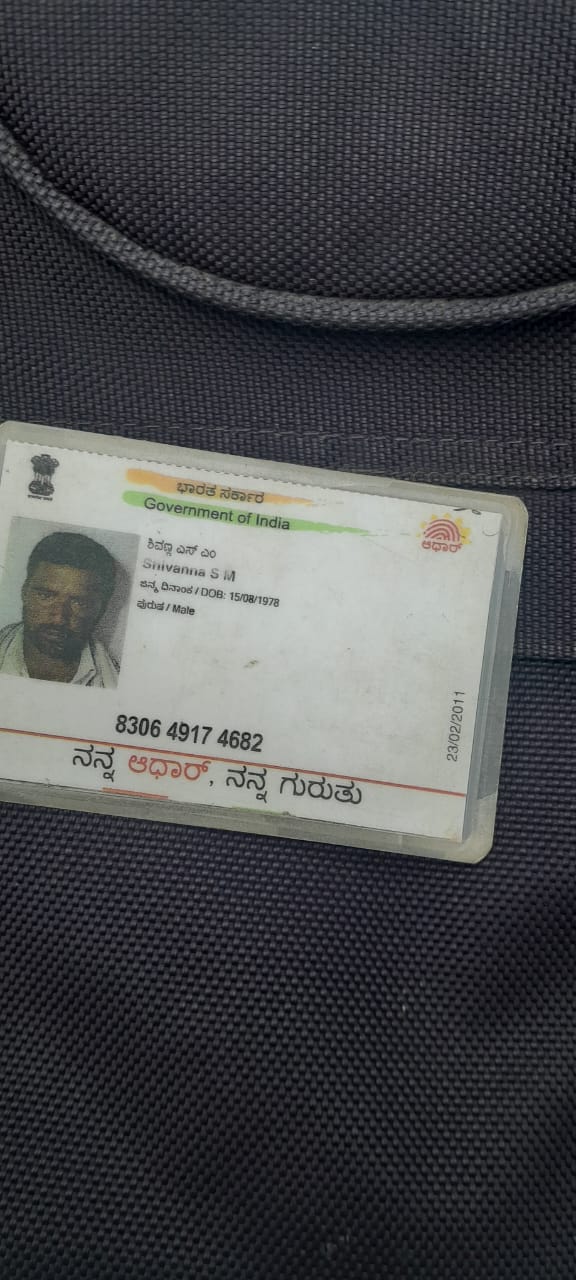 ಭಾರತ ಸರ್ಕಾರ
Government of India
ಆಧಾರ್
ಶಿವಣ್ಣ ಎಸ್ ಎಂ
Shivanna S M
ಜನ್ಮ ದಿನಾಂಕ / DOB: 15/08/1978
ಪುರುಷ / Male
23/02/2011
8306 4917 4682
ನನ್ನ ಆಧಾರ್, ನನ್ನ ಗುರುತು